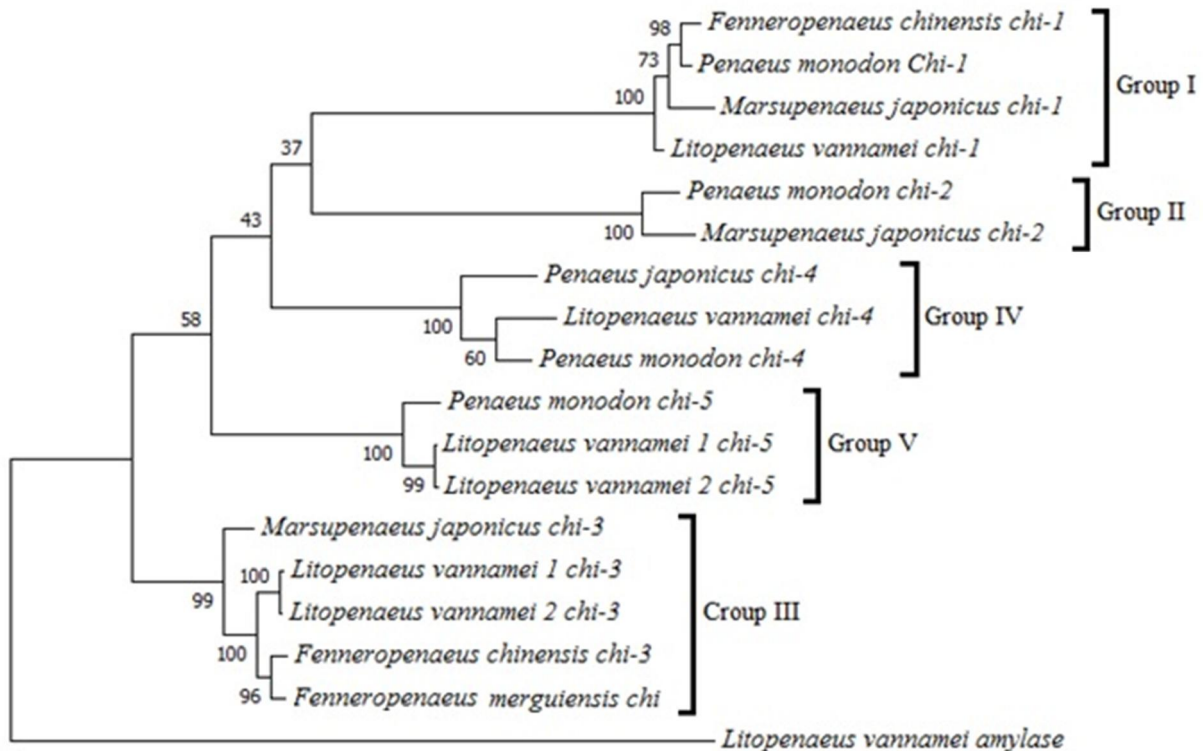 Fenneropenaeus chinensis chi-1
98
Penaeus monodon Chi-1
73
Group I
100
Marsupenaeus japonicus chi-1
Litopenaeus vannamei chi-1
37
Penaeus monodon chi-2
Group II
100
Marsupenaeus japonicus chi-2
43
Penaeus japonicus chi-4
Litopenaeus vannamei chi-4
Group IV
100
60
Penaeus monodon chi-4
58
Penaeus monodon chi-5
Litopenaeus vannamei 1 chi-5
Group V
100
99
Litopenaeus vannamei 2 chi-5
Marsupenaeus japonicus chi-3
100
Litopenaeus vannamei 1 chi-3
99
Litopenaeus vannamei 2 chi-3
Croup III
100
Fenneropenaeus chinensis chi-3
96
Fenneropenaeus merguiensis chi
Litopenaeus vannamei amylase